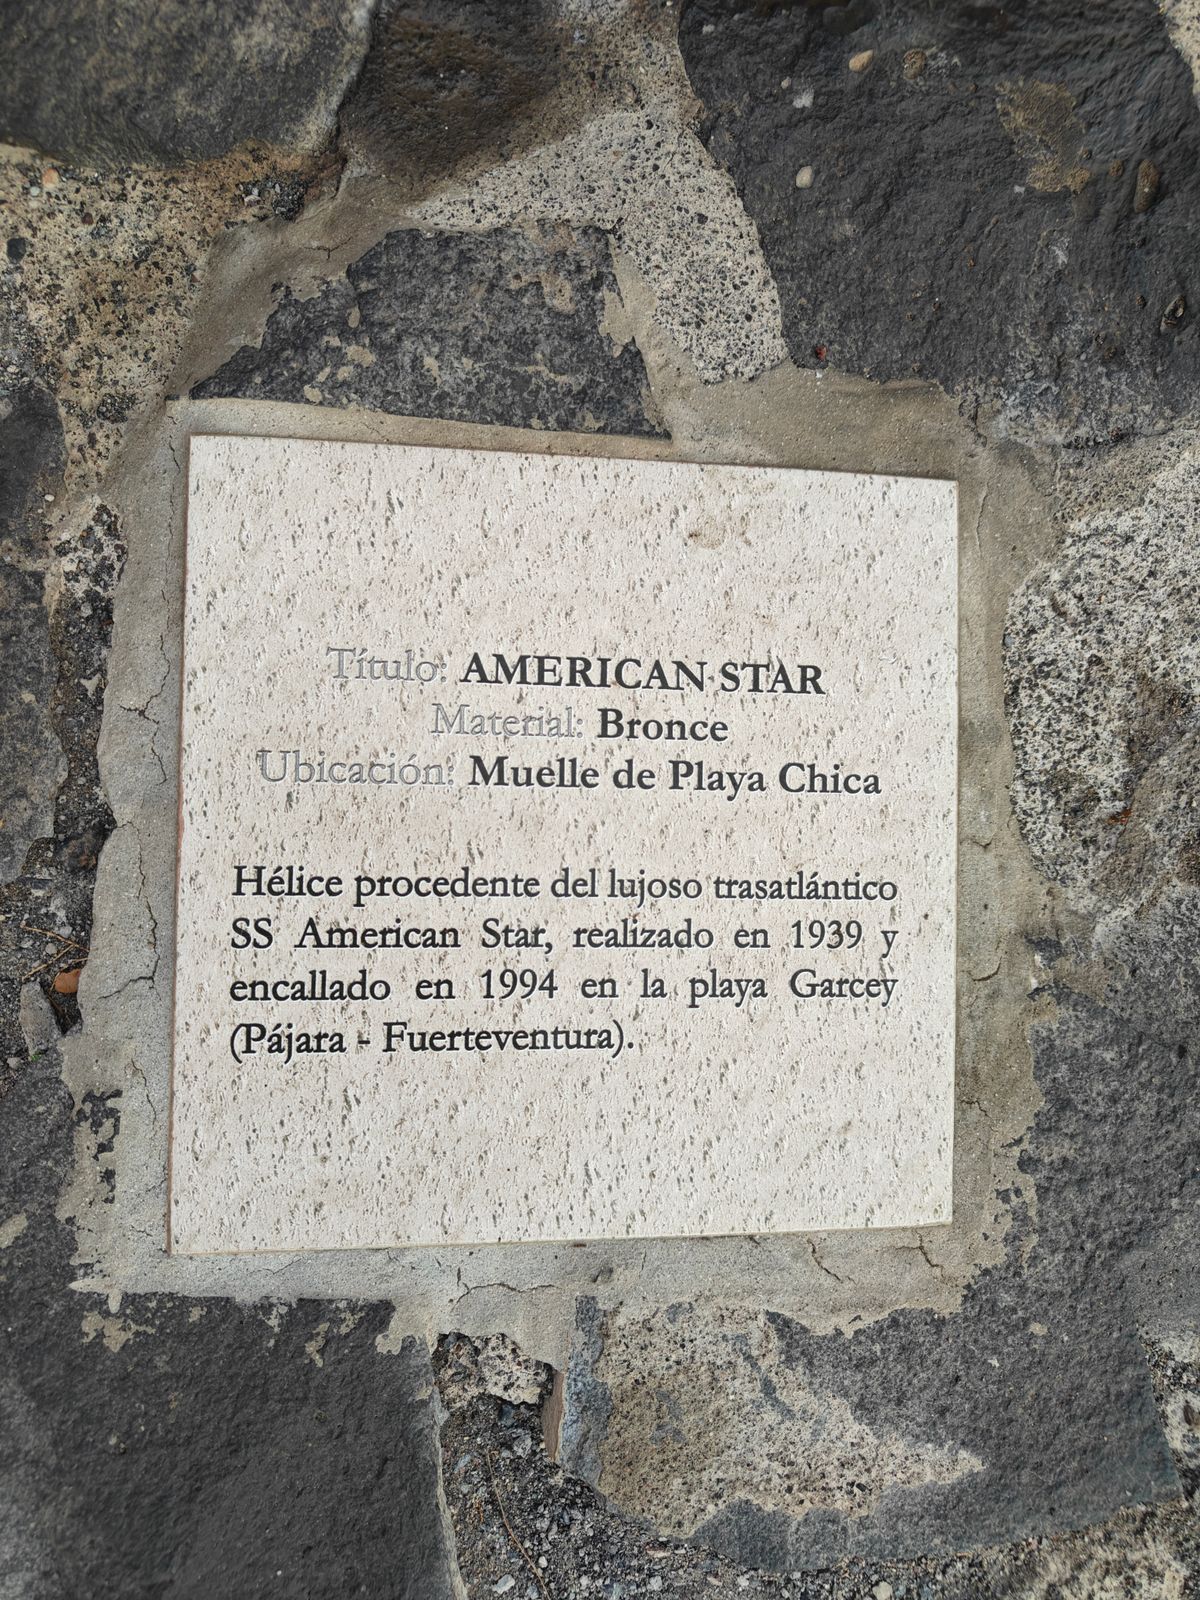 Título: AMERICAN STAR
Material: Bronce
Ubicación: Muelle de Playa Chica
Hélice procedente del lujoso trasatlántico
SS American Star, realizado en 1939 y
encallado en 1994 en la playa Garcey
(Pájara - Fuerteventura).